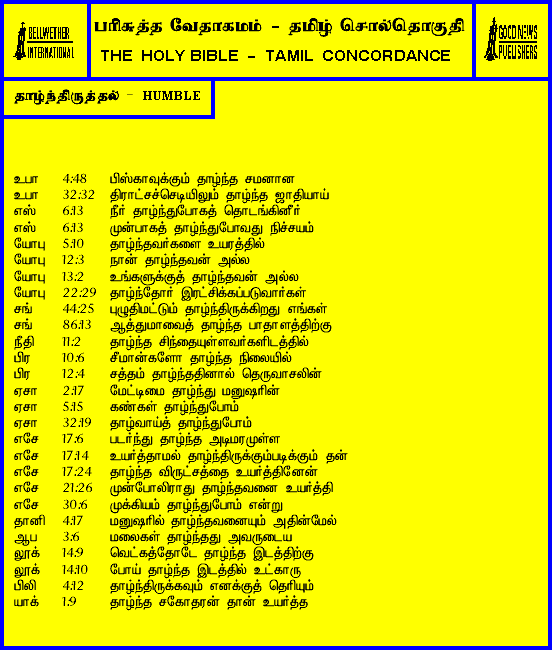 BELLWETHER
INTERNATIONAL
பரிசுத்த வேதாகமம் - தமிழ் சொல்தொகுதி
THE HOLY BIBLE - TAMIL CONCORDANCE
GOOD NEWS
PUBLISHERS
தாழ்ந்திருத்தல் - HUMBLE
உபா 4:48 பிஸ்காவுக்கும் தாழ்ந்த சமனான
உபா 32:32 திராட்சச்செடியிலும் தாழ்ந்த ஜாதியாய்
எஸ் 6:13 நீர் தாழ்ந்துபோகத் தொடங்கினீர்
எஸ் 6:13 முன்பாகத் தாழ்ந்துபோவது நிச்சயம்
யோபு 5:10 தாழ்ந்தவர்களை உயரத்தில்
யோபு 12:3 நான் தாழ்ந்தவன் அல்ல
யோபு 13:2 உங்களுக்குத் தாழ்ந்தவன் அல்ல
யோபு 22:29 தாழ்ந்தோர் இரட்சிக்கப்படுவார்கள்
சங் 44:25 புழுதிமட்டும் தாழ்ந்திருக்கிறது எங்கள்
சங் 86:13 ஆத்துமாவைத் தாழ்ந்த பாதாளத்திற்கு
நீதி 11:2 தாழ்ந்த சிந்தையுள்ளவர்களிடத்தில்
பிர 10:6 சீமான்களோ தாழ்ந்த நிலையில்
பிர 12:4 சத்தம் தாழ்ந்ததினால் தெருவாசலின்
ஏசா 2:17 மேட்டிமை தாழ்ந்து மனுஷரின்
ஏசா 5:15 கண்கள் தாழ்ந்துபோம்
ஏசா 32:19 தாழ்வாய்த் தாழ்ந்துபோம்
எசே 17:6 படர்ந்து தாழ்ந்த அடிமரமுள்ள
எசே 17:14 உயர்த்தாமல் தாழ்ந்திருக்கும்படிக்கும் தன்
எசே 17:24 தாழ்ந்த விருட்சத்தை உயர்த்தினேன்
எசே 21:26 முன்போலிராது தாழ்ந்தவனை உயர்த்தி
எசே 30:6 முக்கியம் தாழ்ந்துபோம் என்று
தானி 4:17 மனுஷரில் தாழ்ந்தவனையும் அதின்மேல்
ஆப 3:6 மலைகள் தாழ்ந்தது அவருடைய
லூக் 14:9 வெட்கத்தோடே தாழ்ந்த இடத்திற்கு
லூக் 14:10 போய் தாழ்ந்த இடத்தில் உட்காரு
பிலி 4:12 தாழ்ந்திருக்கவும் எனக்குத் தெரியும்
யாக் 1:9 தாழ்ந்த சகோதரன் தான் உயர்த்த